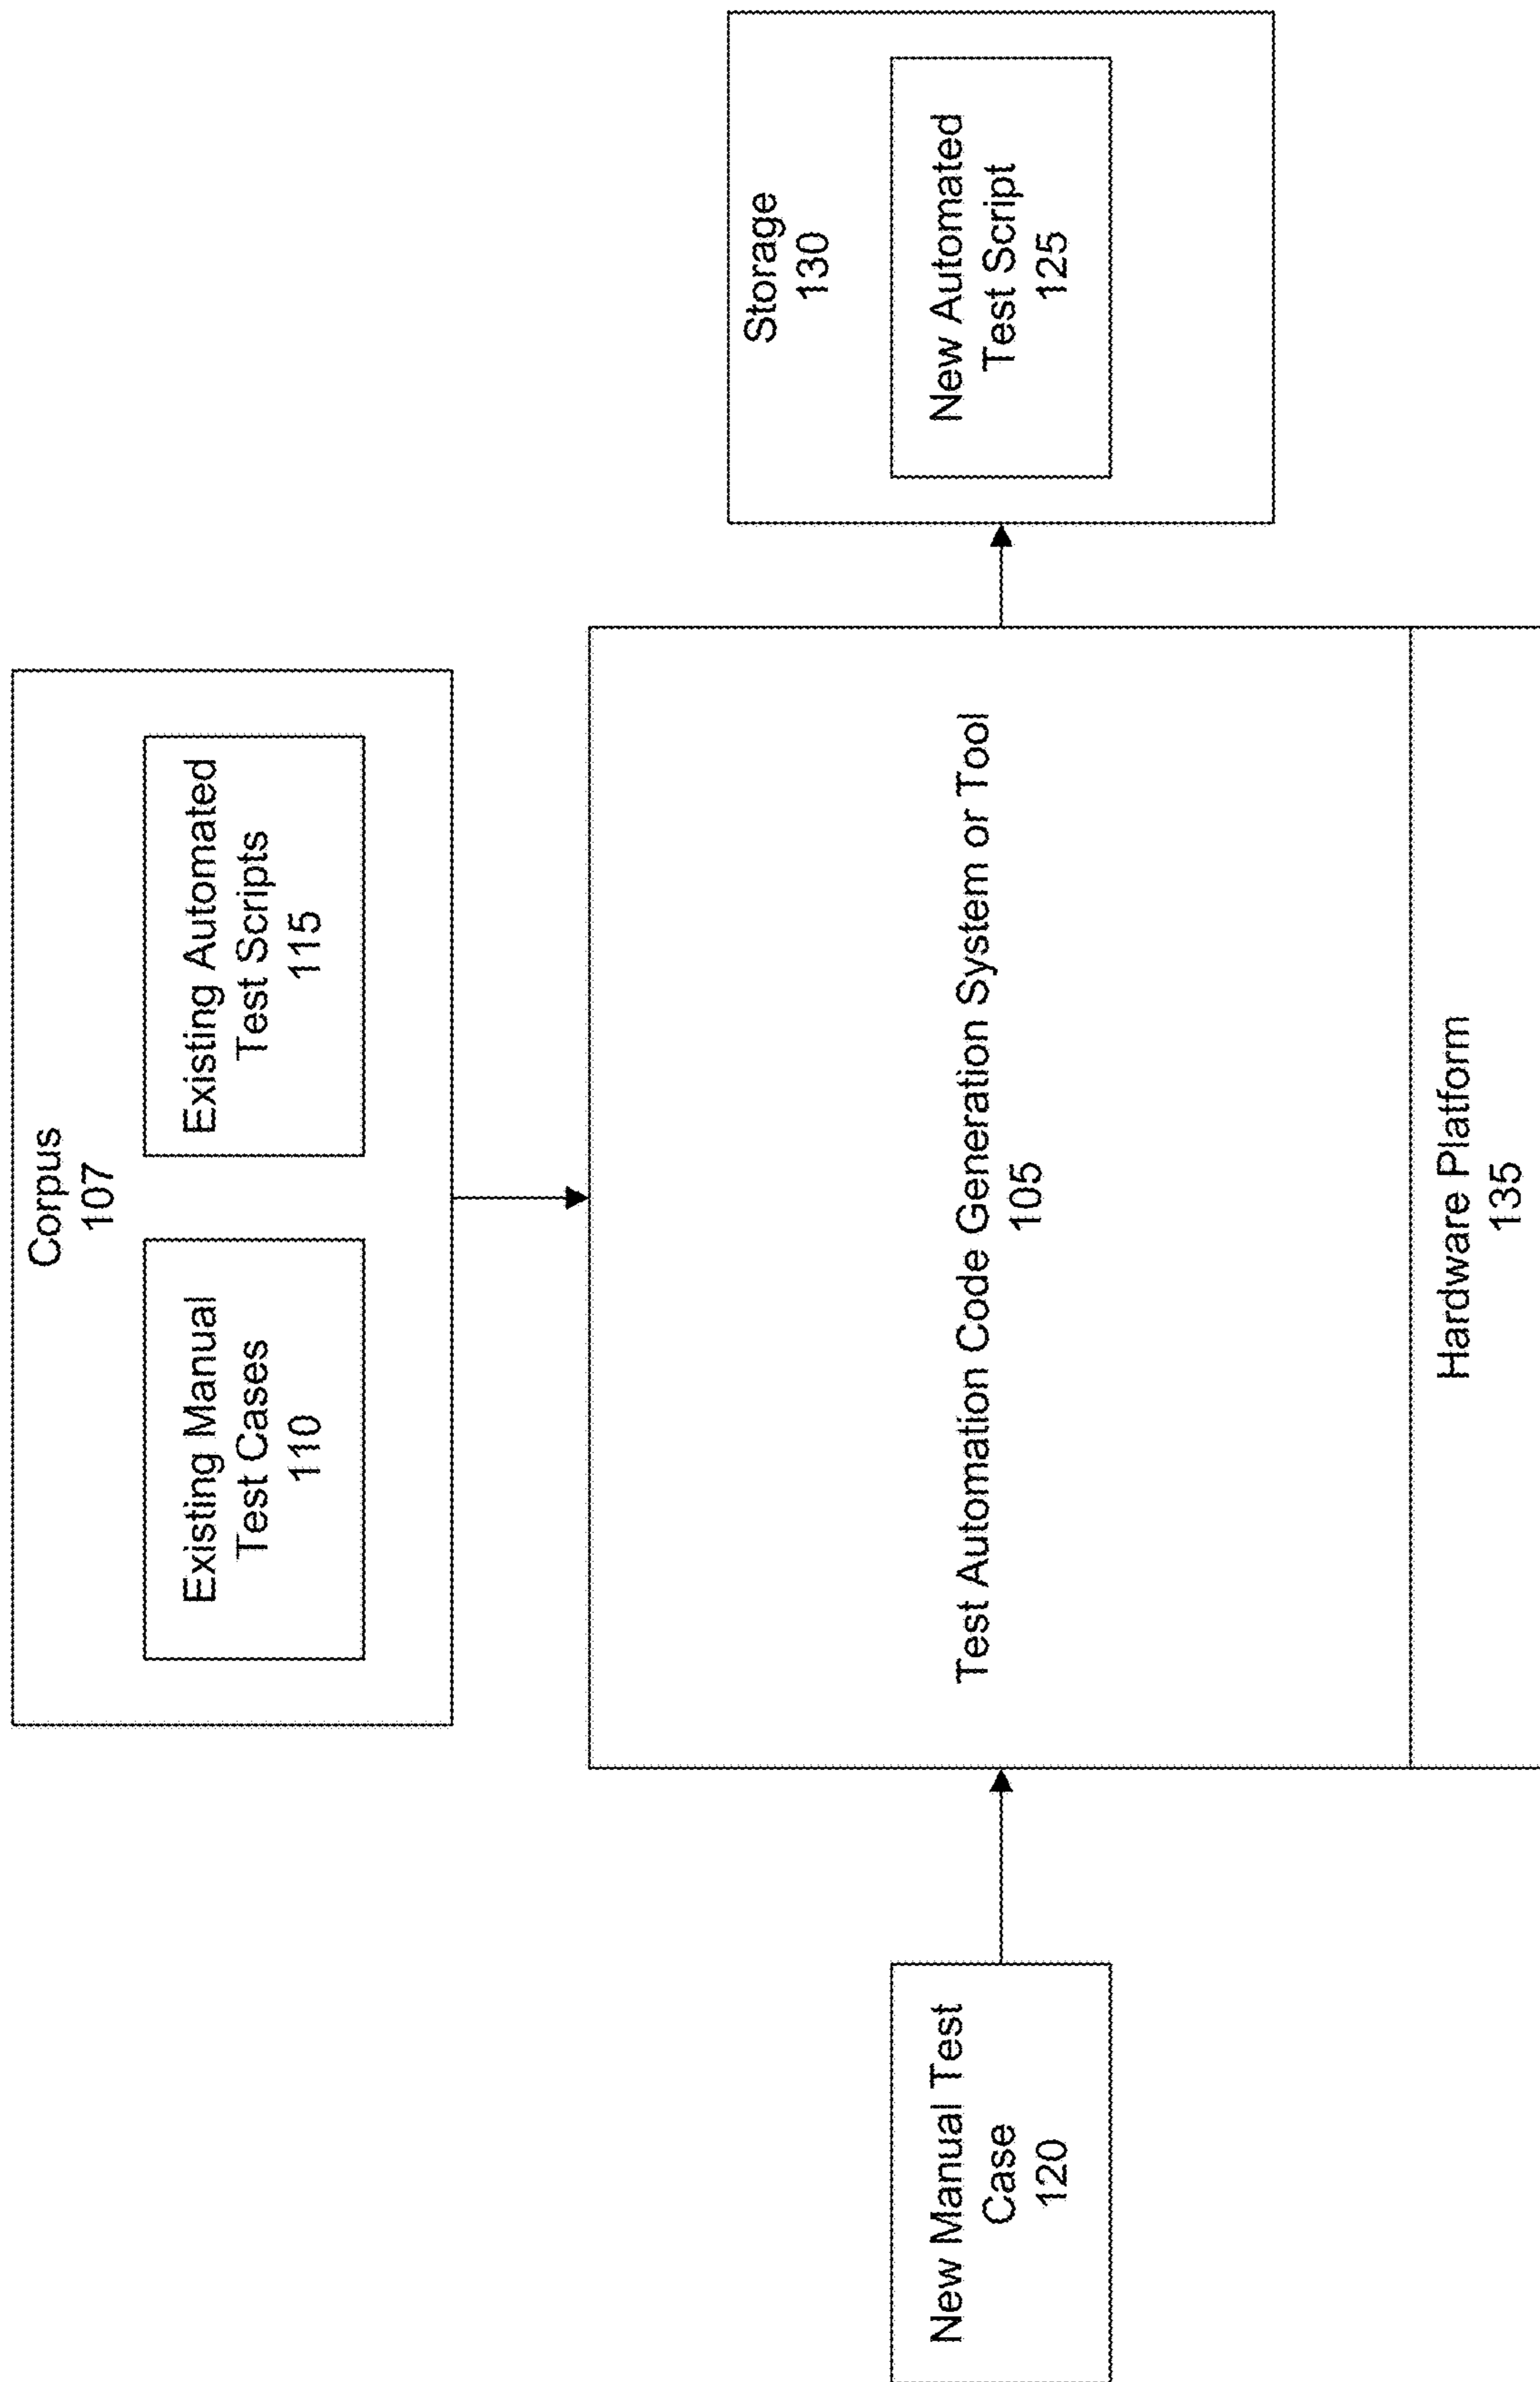 Corpus
107
Existing Manual
Test Cases
110
Existing Automated
Test Scripts
115
New Manual Test
Case
120
Test Automation Code Generation System or Tool
105
Hardware Platform
135
Storage
130
New Automated
Test Script
125